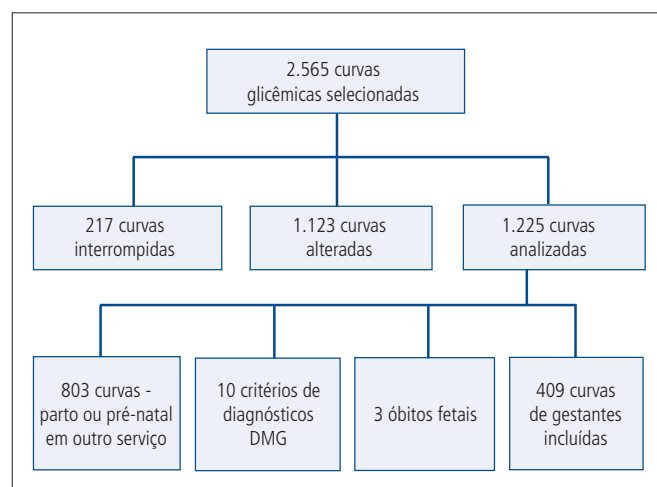 2.565 curvas
glicêmicas selecionadas
217 curvas
interrompidas
1.123 curvas
alteradas
1.225 curvas
analizadas
803 curvas -
parto ou pré-natal
em outro serviço
10 critérios de
diagnósticos
DMG
3 óbitos fetais
409 curvas
de gestantes
incluídas